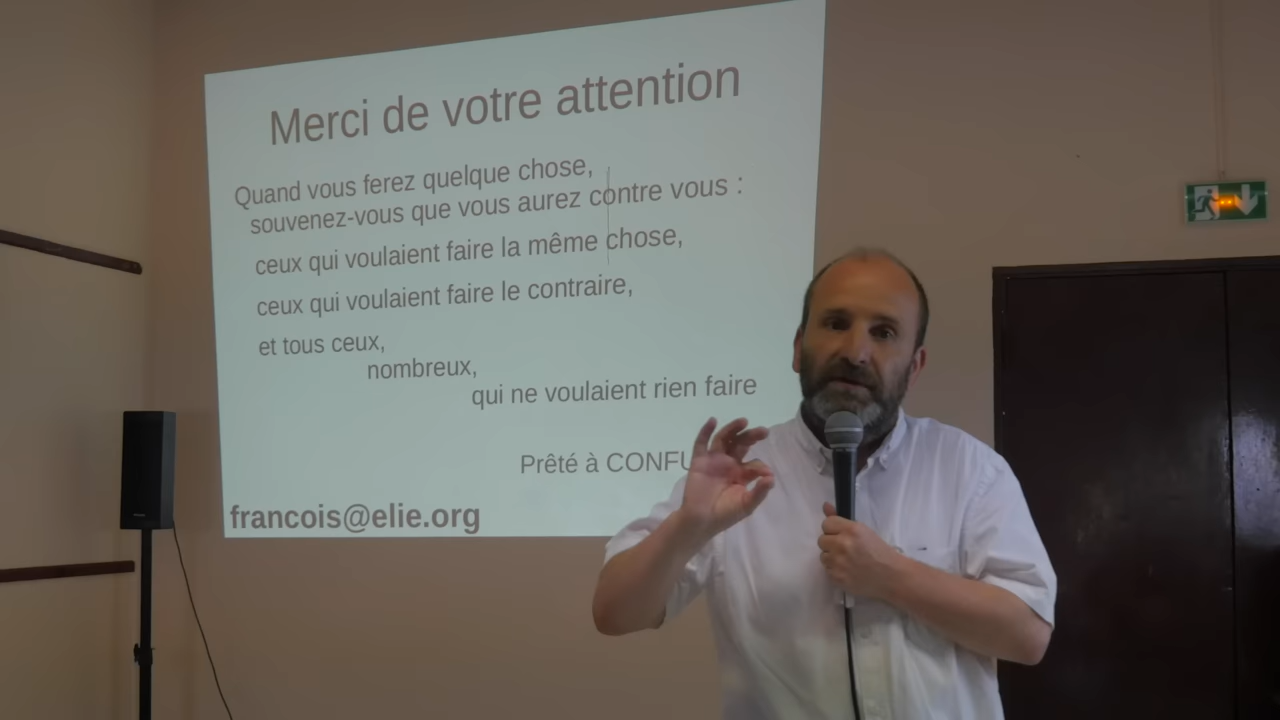 Merci de votre attention
Quand vous ferez quelque chose,
souvenez-vous que vous aurez contre vous :
ceux qui voulaient faire la même chose,
ceux qui voulaient faire le contraire,
et tous ceux,
nombreux,
qui ne voulaient rien faire
Prêté à CONFU
francois@elie.org